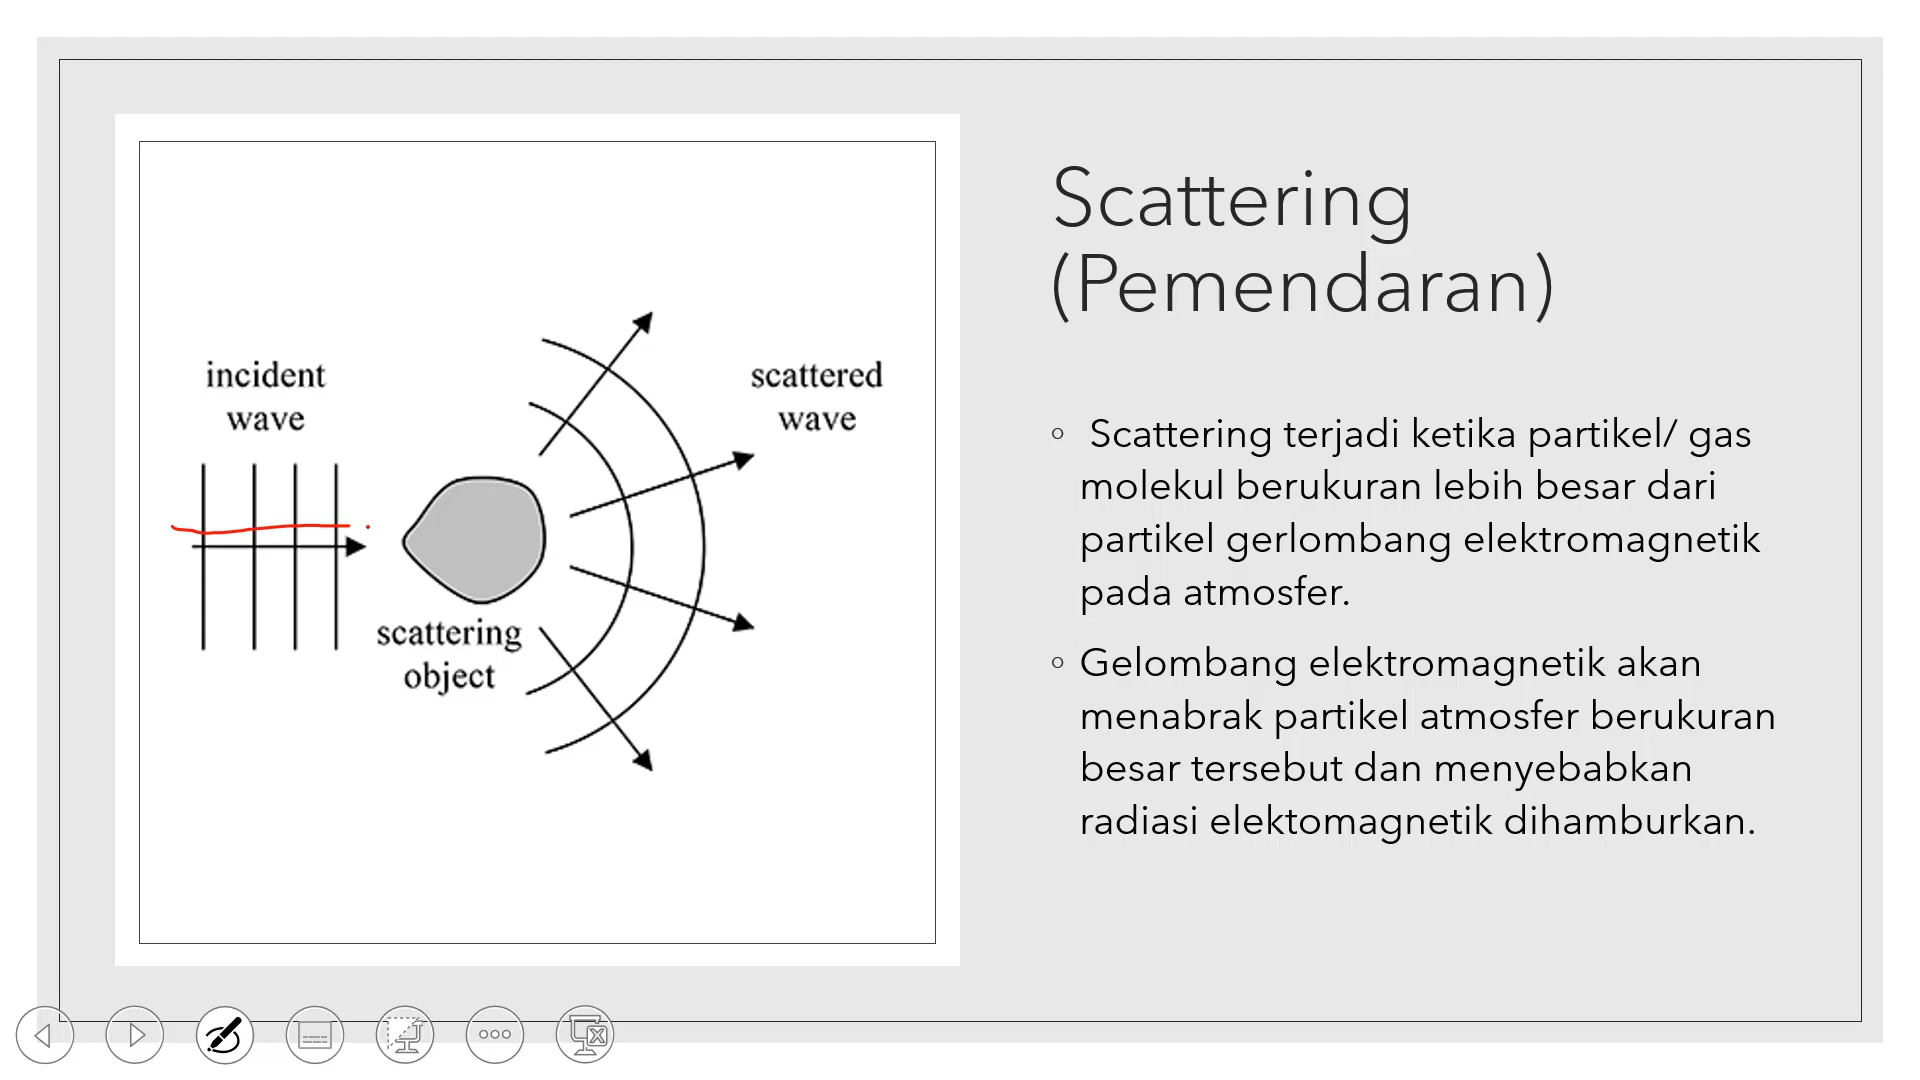 Scattering
(Pemendaran)
incident
wave
scattered
wave
scattering
object
◦ Scattering terjadi ketika partikel/ gas
molekul berukuran lebih besar dari
partikel gerlombang elektromagnetik
pada atmosfer.
◦ Gelombang elektromagnetik akan
menabrak partikel atmosfer berukuran
besar tersebut dan menyebabkan
radiasi elektomagnetik dihamburkan.